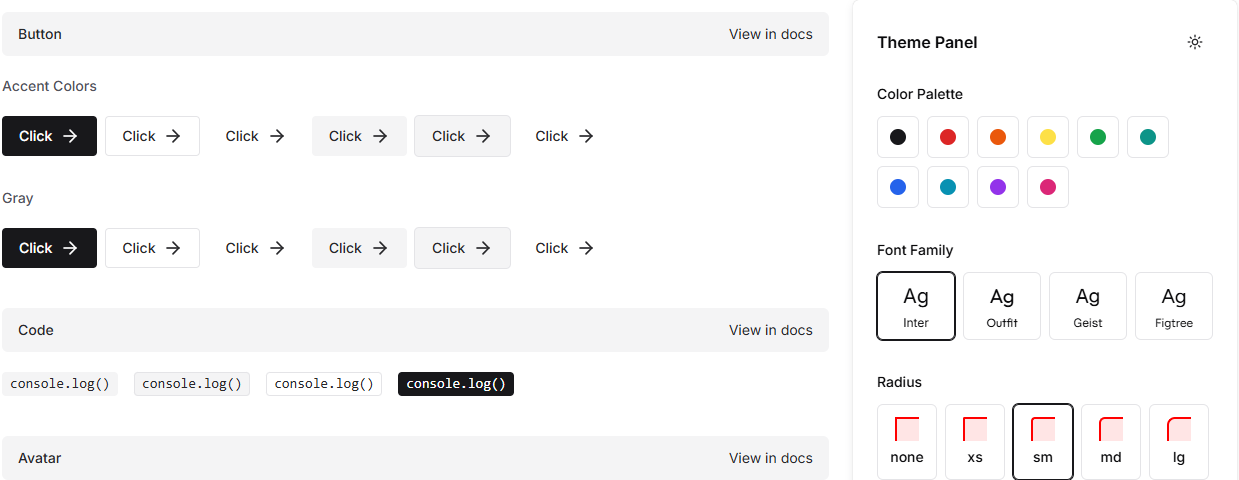 Button
View in docs
Accent Colors
Click Click Click Click Click Click
Gray
Click Click Click Click Click Click
Code
View in docs
console.log() console.log() console.log() console.log()
Avatar
View in docs
Theme Panel
Color Palette
Font Family
Ag Ag Ag Ag
Inter Outfit Geist Figtree
Radius
none xs sm md lg